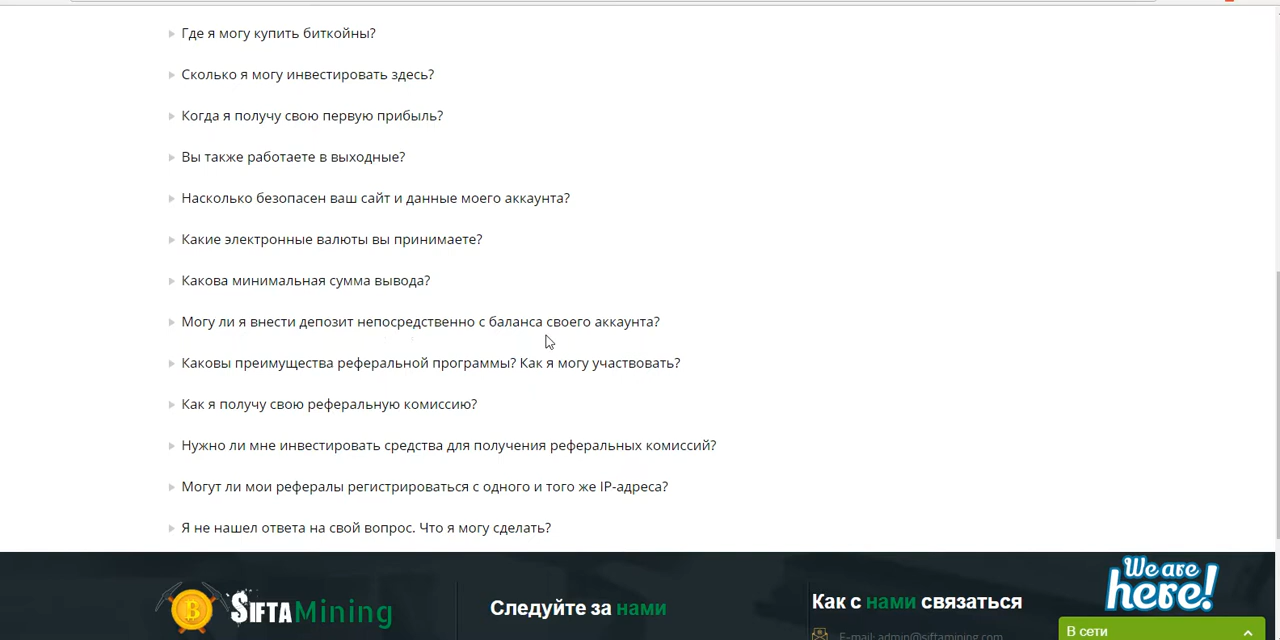 Где я могу купить биткойны?
Сколько я могу инвестировать здесь?
Когда я получу свою первую прибыль?
Вы также работаете в выходные?
Насколько безопасен ваш сайт и данные моего аккаунта?
Какие электронные валюты вы принимаете?
Какова минимальная сумма вывода?
Могу ли я внести депозит непосредственно с баланса своего аккаунта?
Каковы преимущества реферальной программы? Как я могу участвовать?
Как я получу свою реферальную комиссию?
Нужно ли мне инвестировать средства для получения реферальных комиссий?
Могут ли мои рефералы регистрироваться с одного и того же IP-адреса?
Я не нашел ответа на свой вопрос. Что я могу сделать?
SIFTAMining
Следуйте за нами
Как с нами связаться
E-mail: admin@siftamining.com
We are here!
В сети